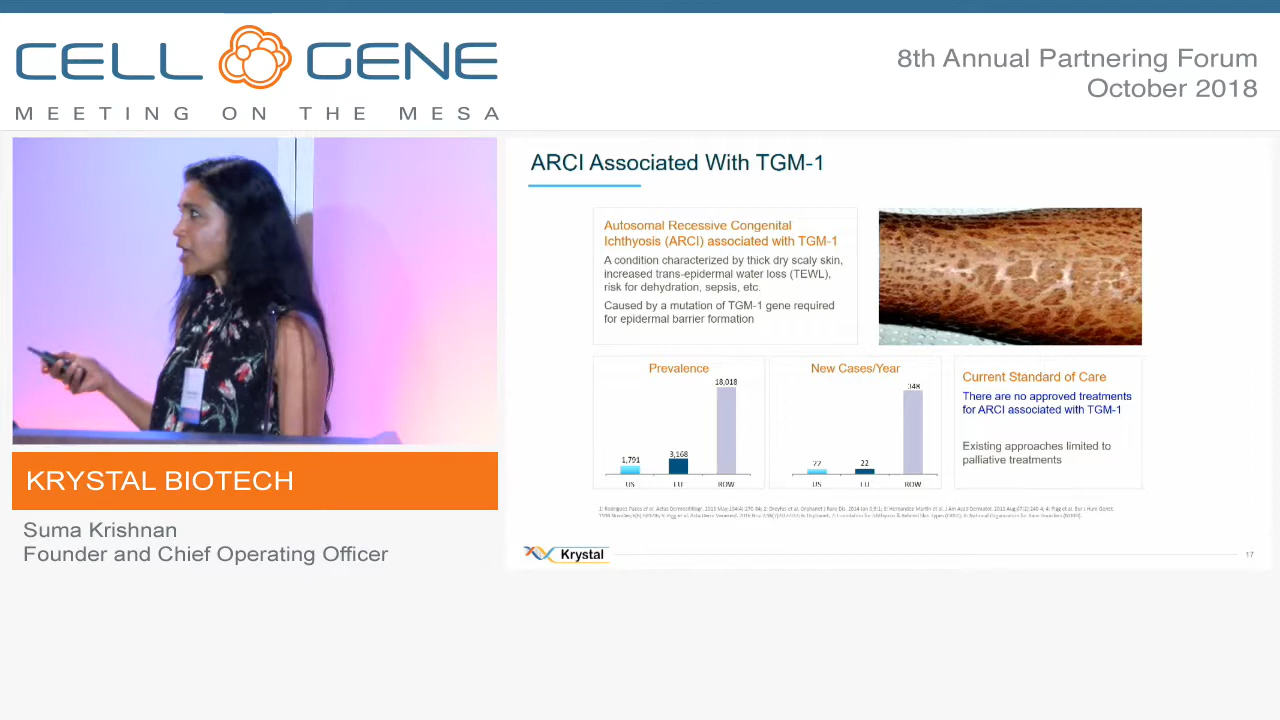 CELL GENE
MEETING ON THE MESA
8th Annual Partnering Forum
October 2018
ARCI Associated With TGM-1
Autosomal Recessive Congenital
Ichthyosis (ARCI) associated with TGM-1
A condition characterized by thick dry scaly skin,
increased trans-epidermal water loss (TEWL),
risk for dehydration, sepsis, etc.
Caused by a mutation of TGM-1 gene required
for epidermal barrier formation
Prevalence
18,018
3,168
1,791
US EU ROW
New Cases/Year
348
22
US EU ROW
Current Standard of Care
There are no approved treatments
for ARCI associated with TGM-1
Existing approaches limited to
palliative treatments
Krystal
17
KRYSTAL BIOTECH
Suma Krishnan
Founder and Chief Operating Officer